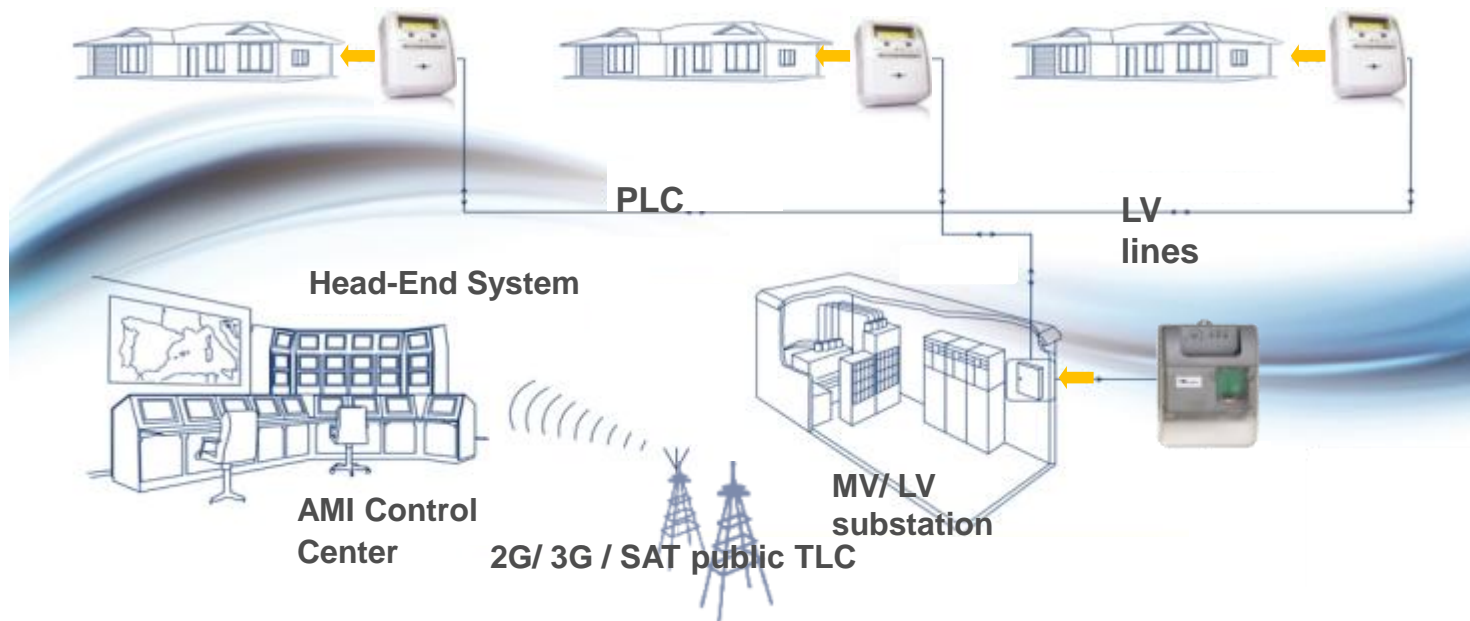 PLC
LV
lines
Head-End System
MV/ LV
substation
AMI Control
Center
2G/ 3G / SAT public TLC